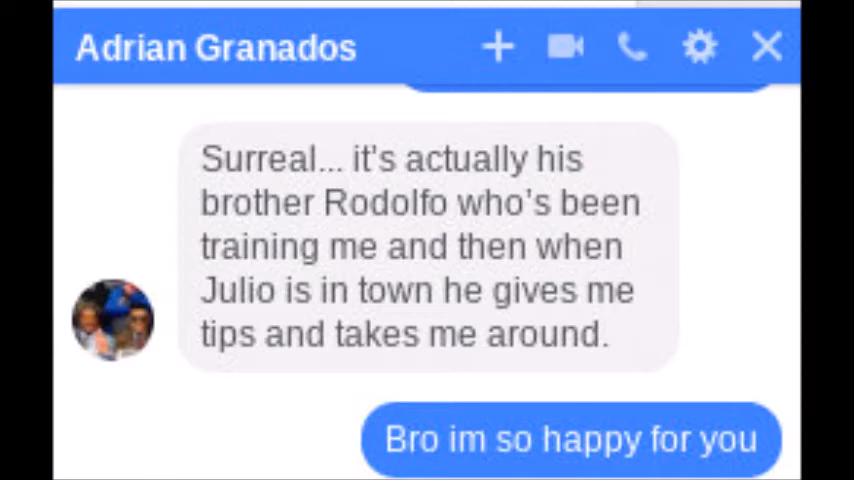 Adrian Granados
Surreal... it's actually his
brother Rodolfo who's been
training me and then when
Julio is in town he gives me
tips and takes me around.
Bro im so happy for you